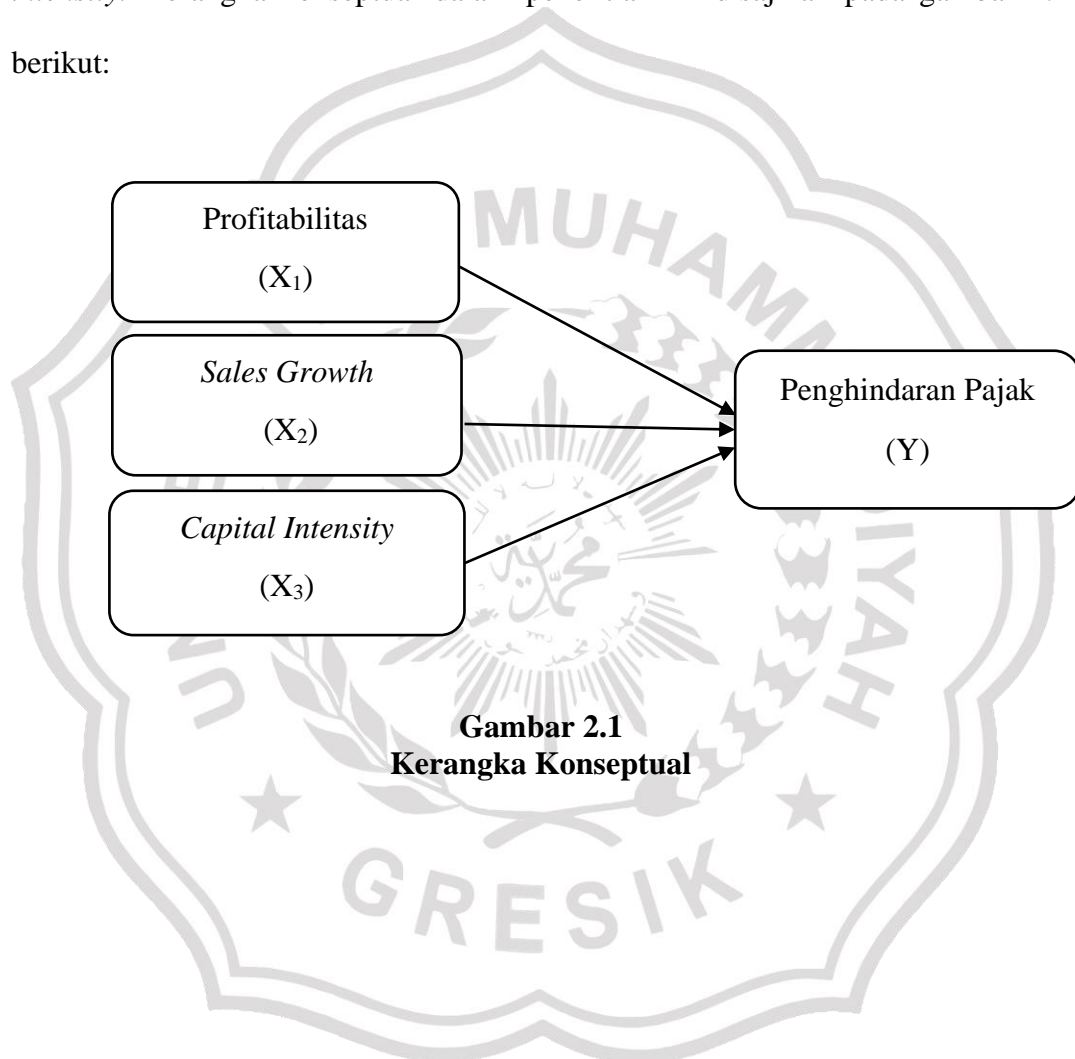 berikut:
Profitabilitas
(X₁)
Sales Growth
(X₂)
Capital Intensity
(X₃)
Penghindaran Pajak
(Y)
Gambar 2.1
Kerangka Konseptual
GRESIK